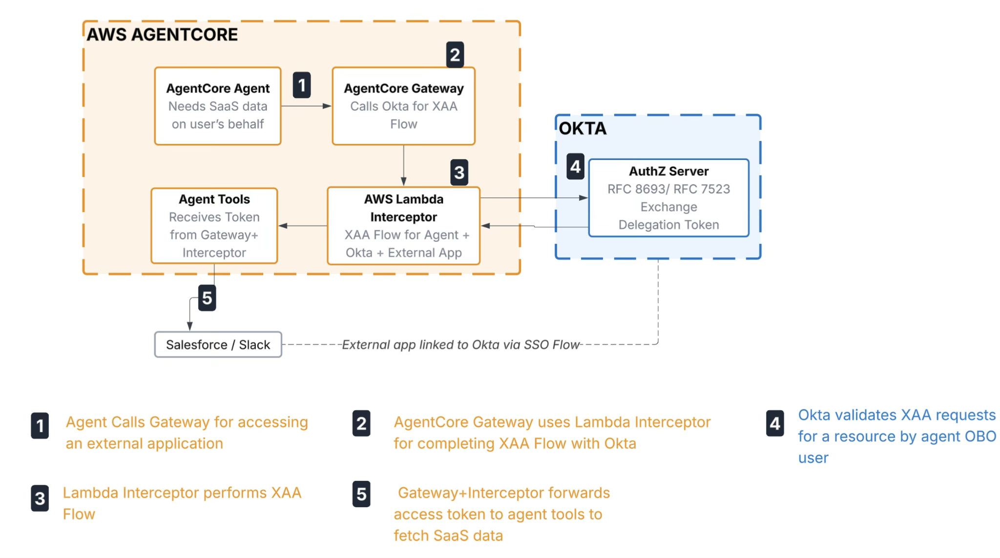 AWS AGENTCORE
2
AgentCore Agent
Needs SaaS data
on user’s behalf
1
AgentCore Gateway
Calls Okta for XAA
Flow
OKTA
3
4
AuthZ Server
RFC 8693/ RFC 7523
Exchange
Delegation Token
Agent Tools
Receives Token
from Gateway+
Interceptor
AWS Lambda
Interceptor
XAA Flow for Agent +
Okta + External App
5
Salesforce / Slack
External app linked to Okta via SSO Flow
1
Agent Calls Gateway for accessing
an external application
2
AgentCore Gateway uses Lambda Interceptor
for completing XAA Flow with Okta
4
Okta validates XAA requests
for a resource by agent OBO
user
3
Lambda Interceptor performs XAA
Flow
5
Gateway+Interceptor forwards
access token to agent tools to
fetch SaaS data